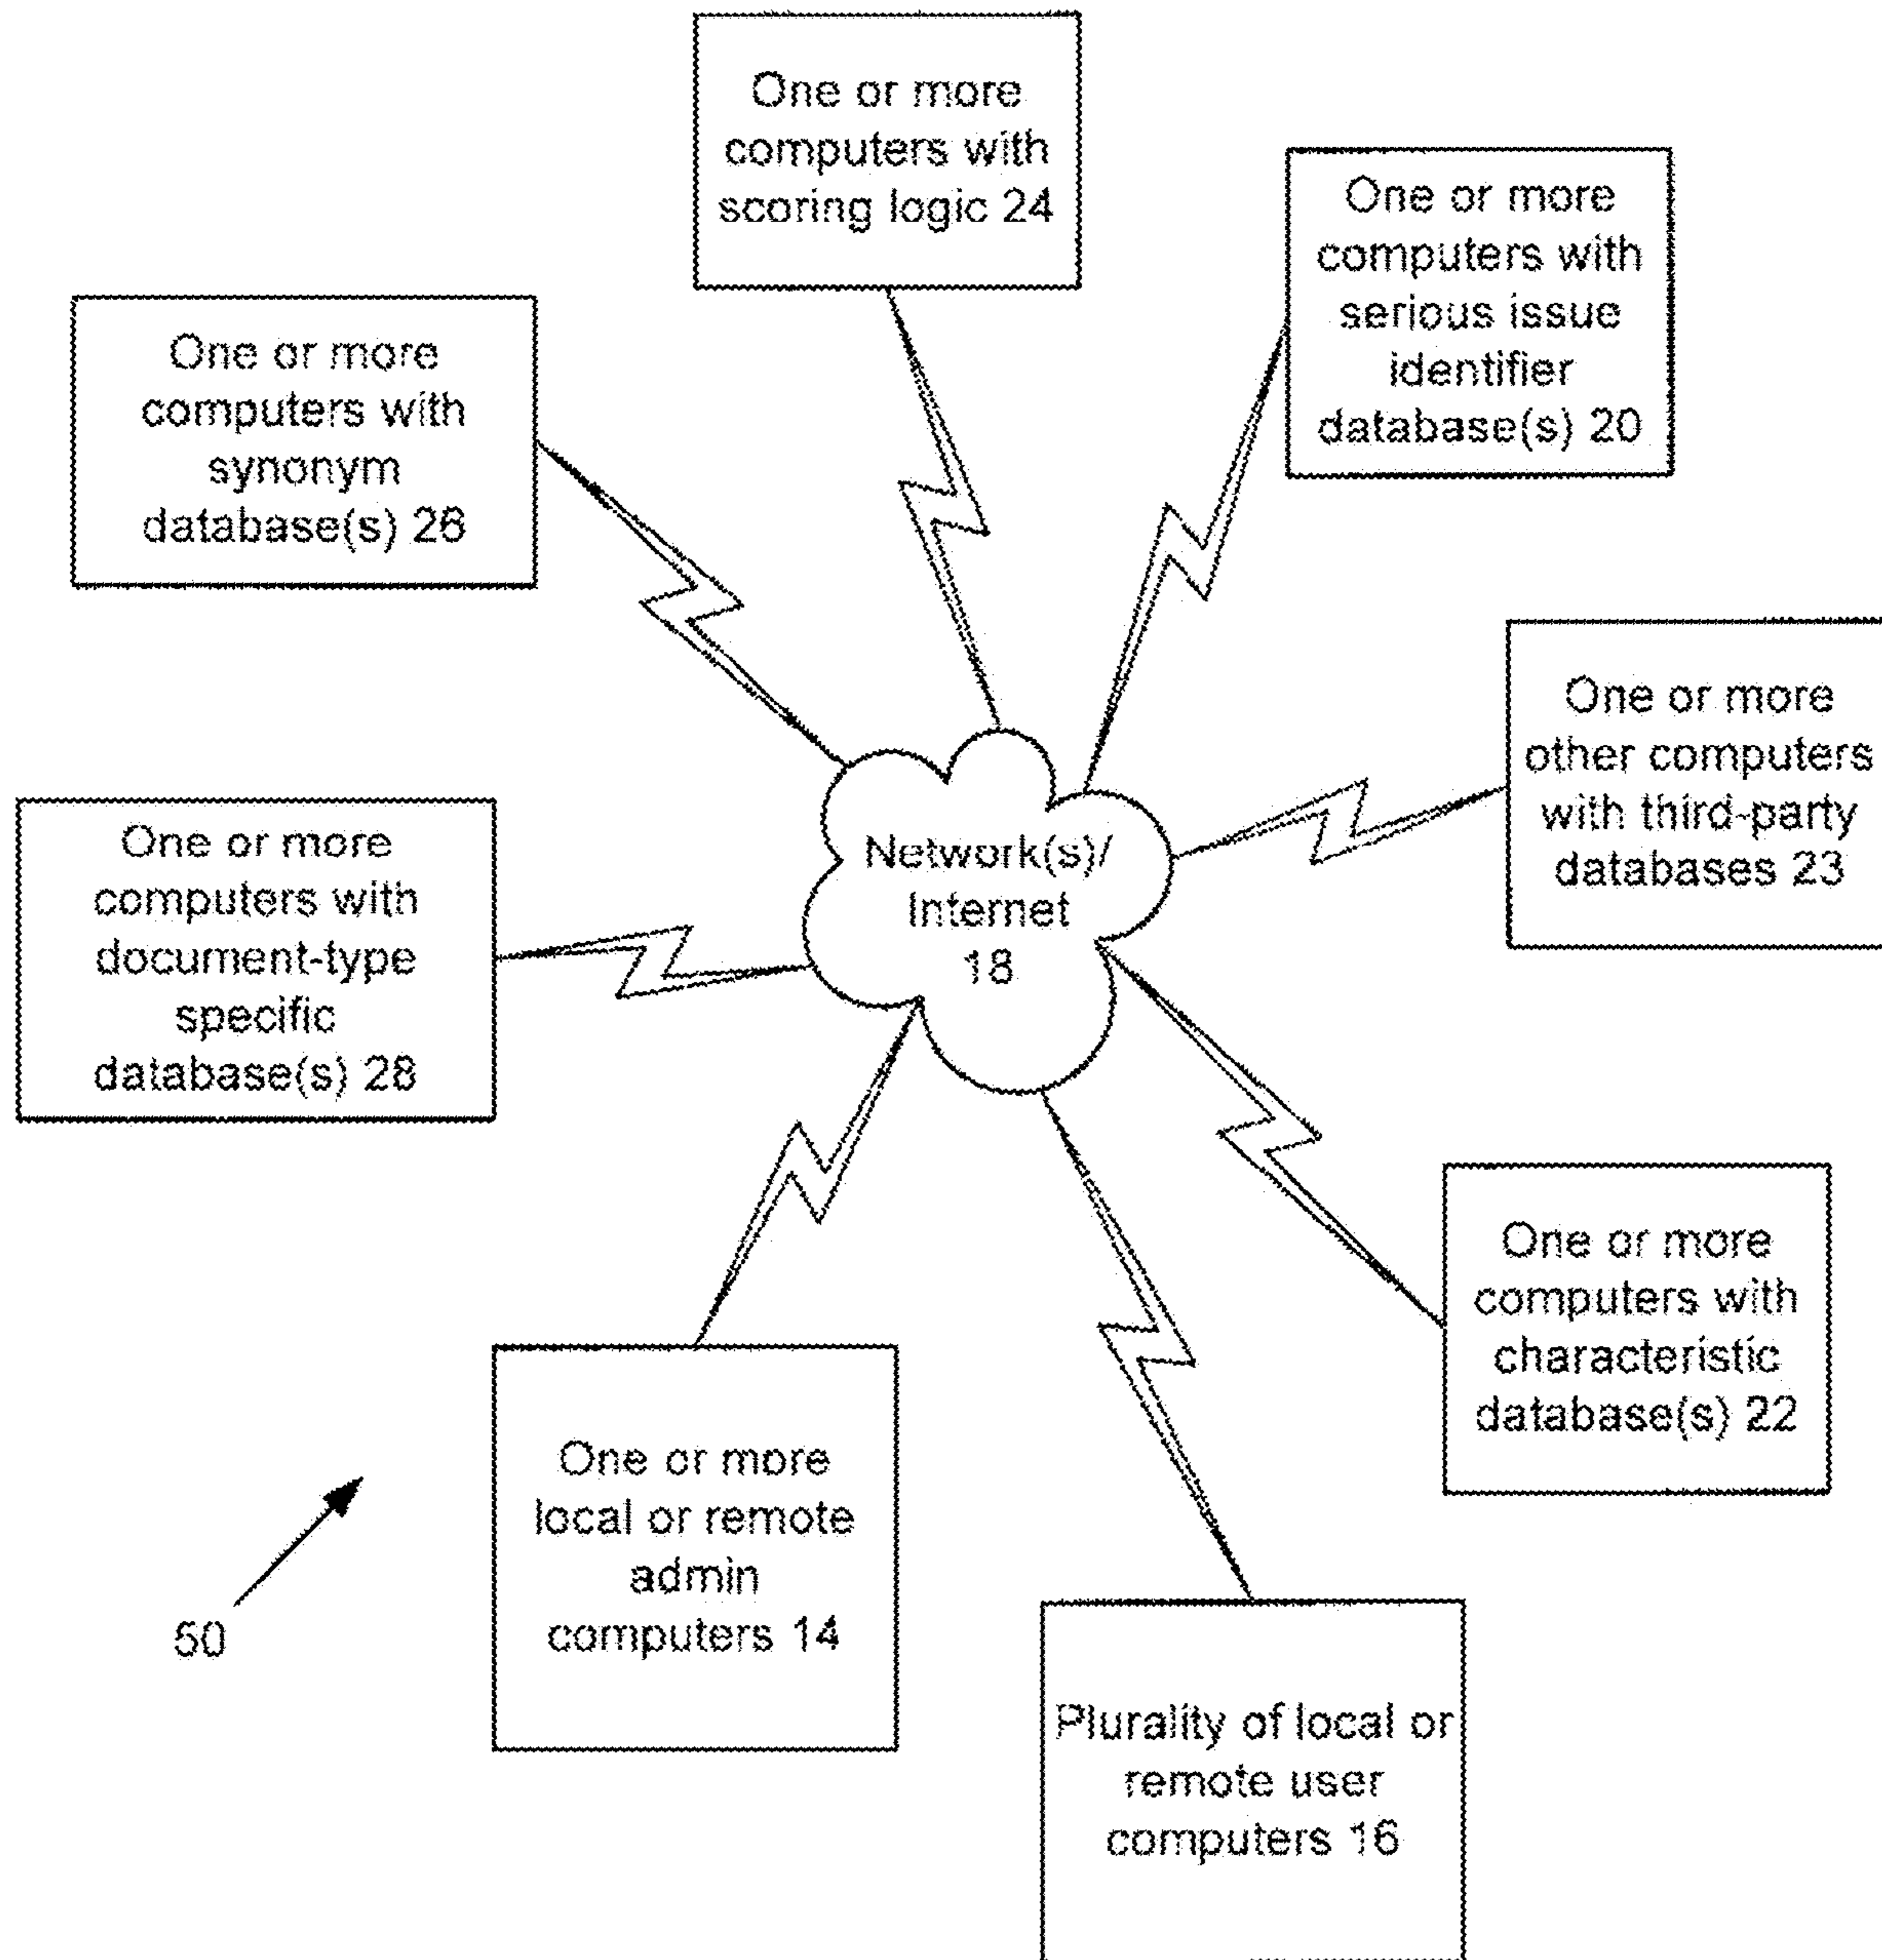 One or more
computers with
scoring logic 24
One or more
computers with
serious issue
identifier
database(s) 20
One or more
computers with
synonym
database(s) 26
One or more
other computers
with third-party
databases 23
Network(s)/
Internet
18
One or more
computers with
document-type
specific
database(s) 28
One or more
computers with
characteristic
database(s) 22
One or more
local or remote
admin
computers 14
50
Plurality of local or
remote user
computers 16